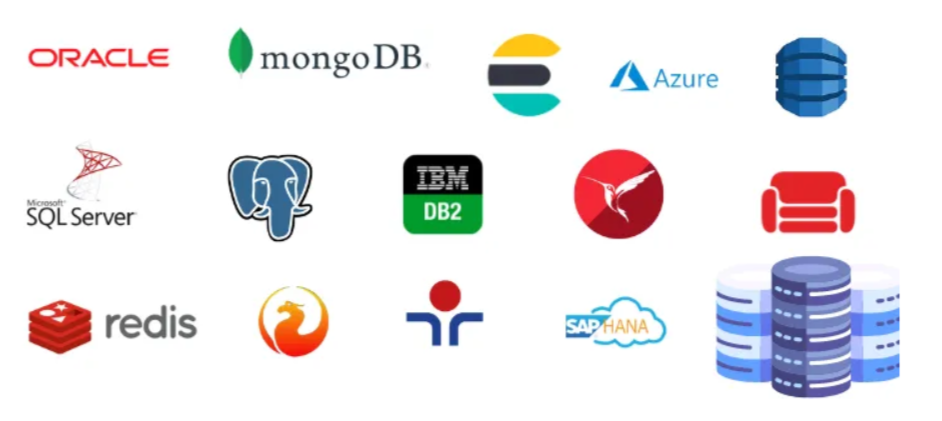 ORACLE
mongoDB
Azure
Microsoft
SQL Server
IBM
DB2
redis
SAP HANA